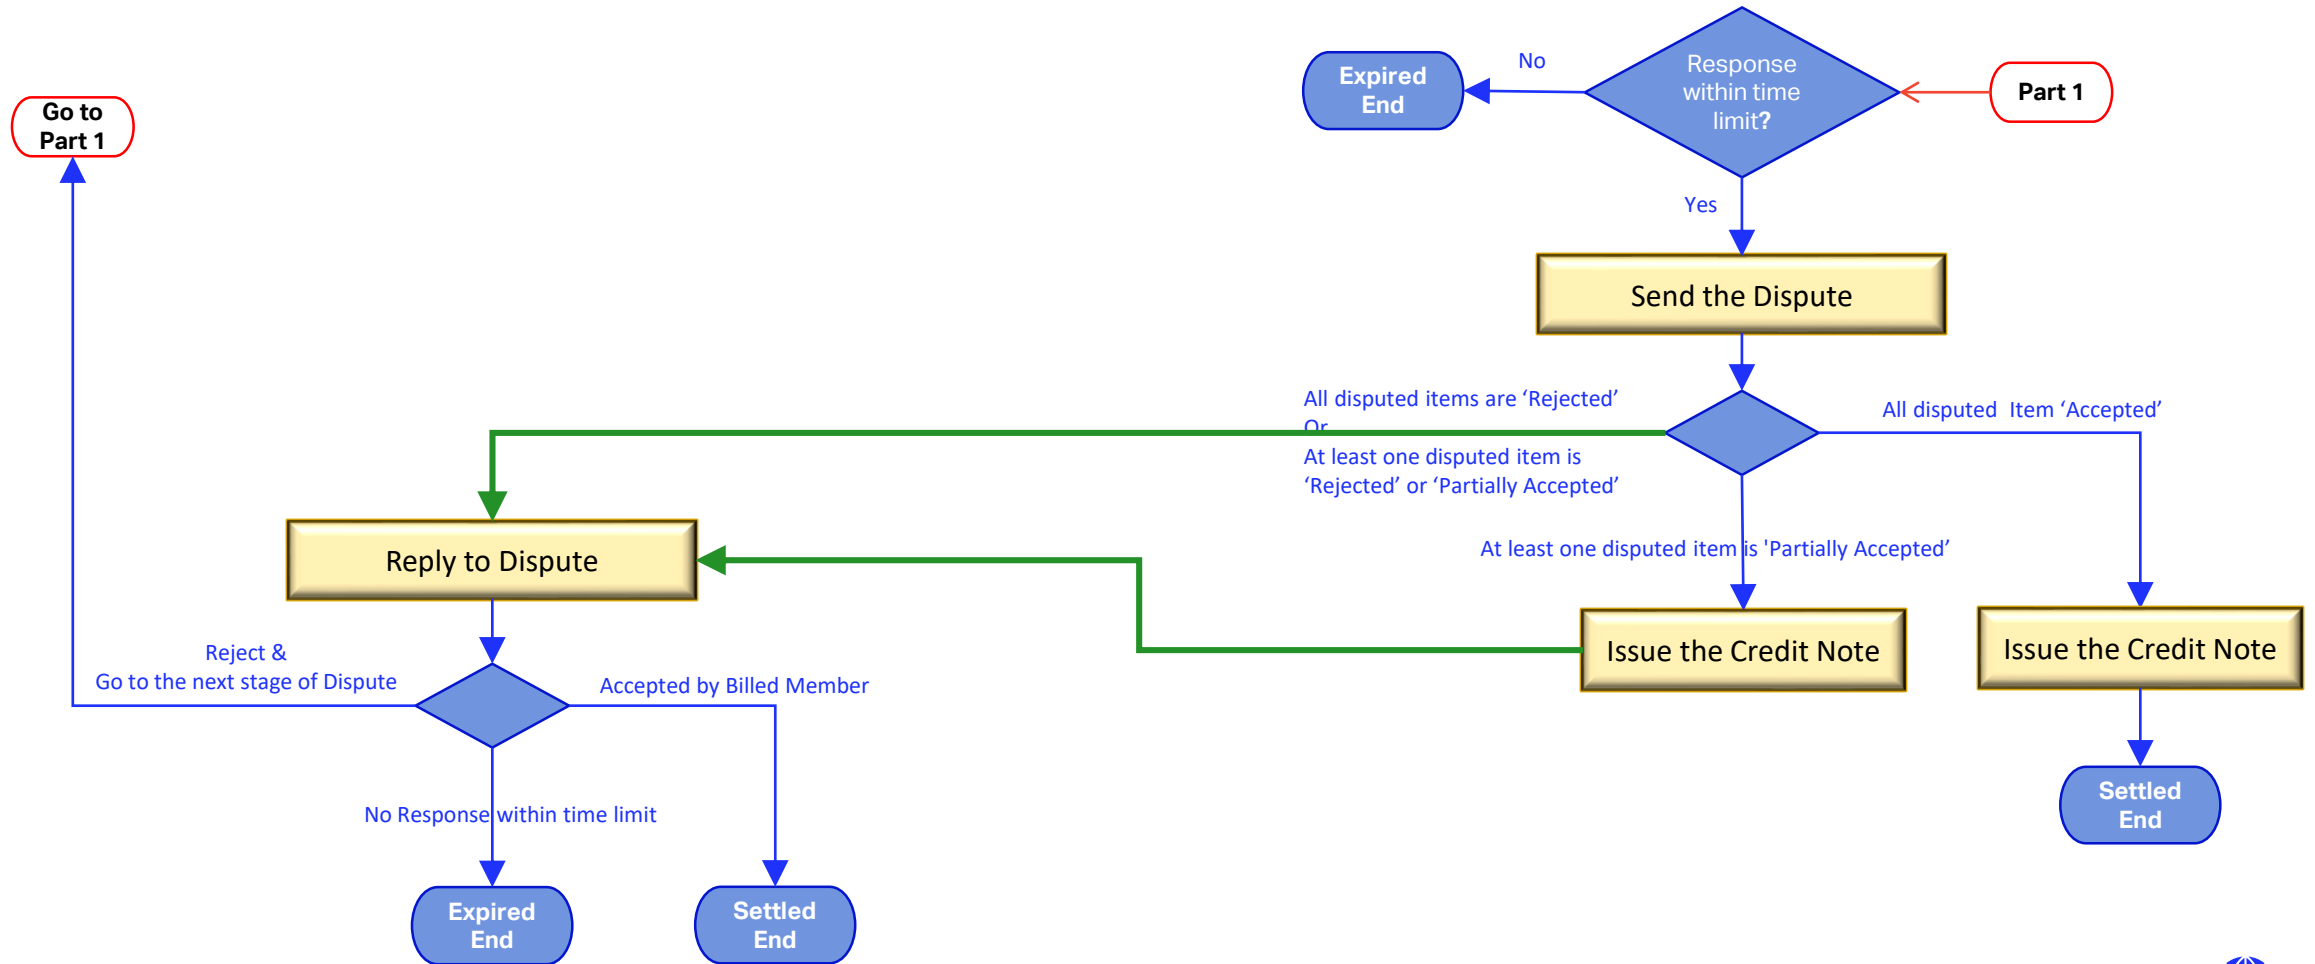 Response
within time
limit?
No
Expired
End
Part 1
Go to
Part 1
Yes
Send the Dispute
All disputed items are ‘Rejected’
Or
At least one disputed item is
‘Rejected’ or ‘Partially Accepted’
All disputed  Item ‘Accepted’
At least one disputed item is 'Partially Accepted’
Reply to Dispute
Issue the Credit Note
Issue the Credit Note
Reject &
Go to the next stage of Dispute
Accepted by Billed Member
No Response within time limit
Settled
End
Expired
End
Settled
End